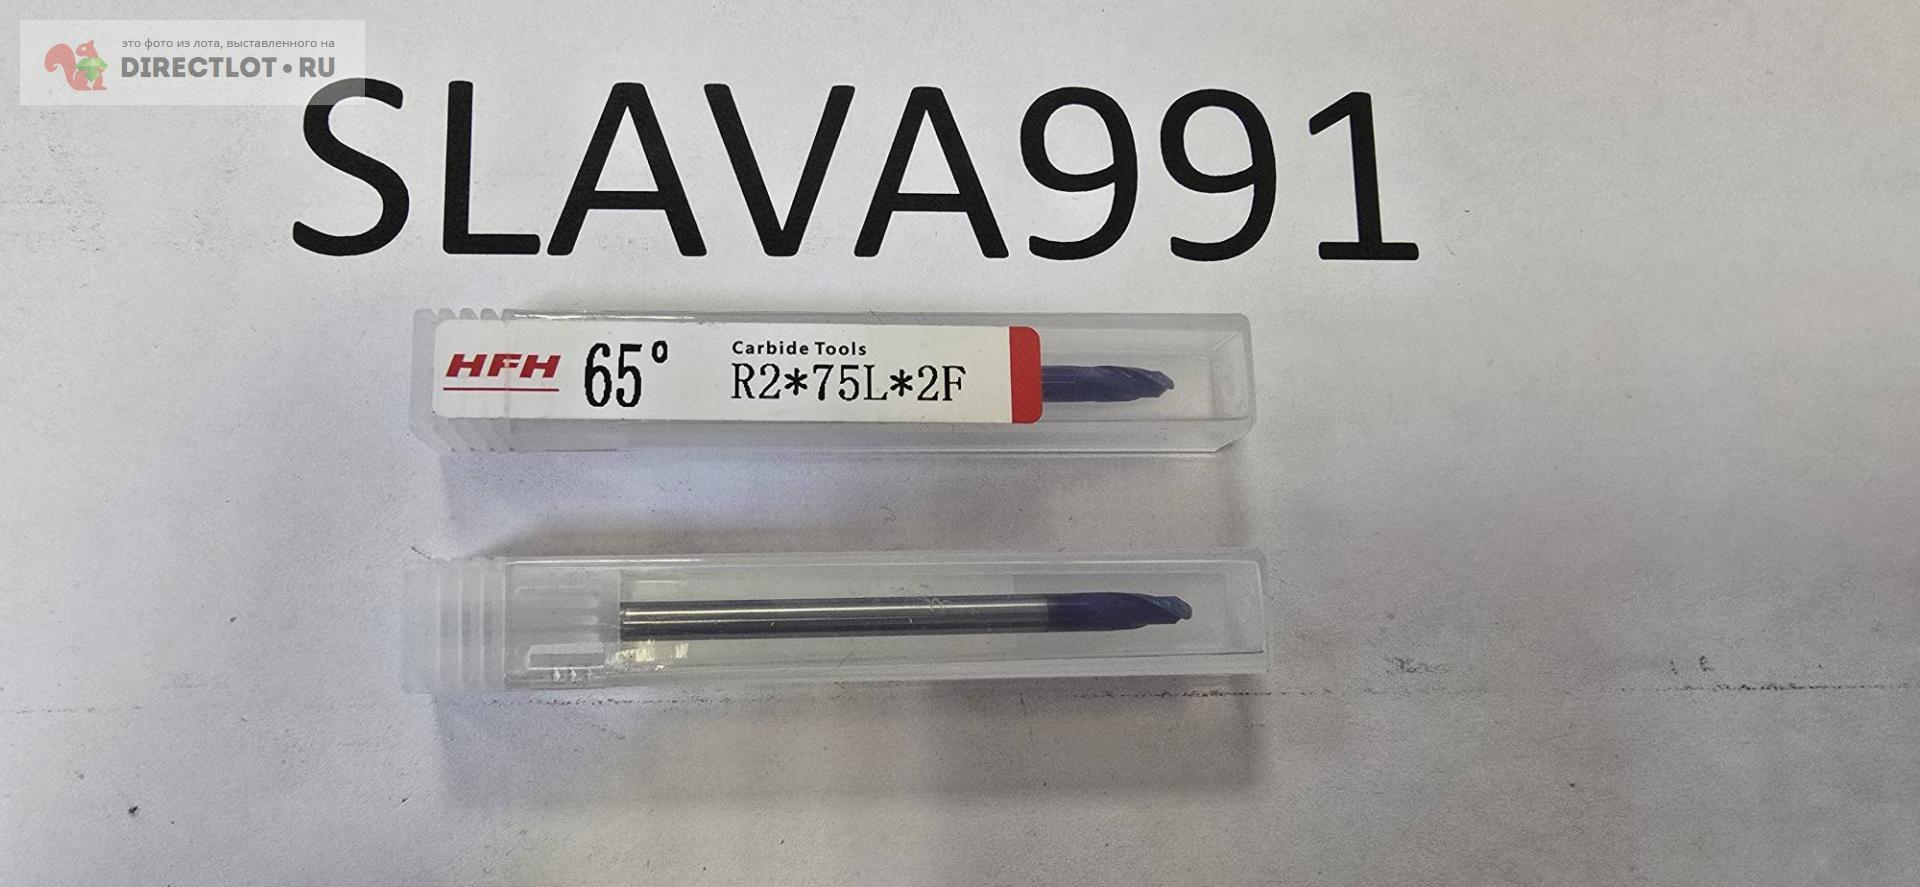 это фото из лота, выставленного на
DIRECTLOT•RU
SLAVA991
HFH 65° Carbide Tools
R2*75L*2F